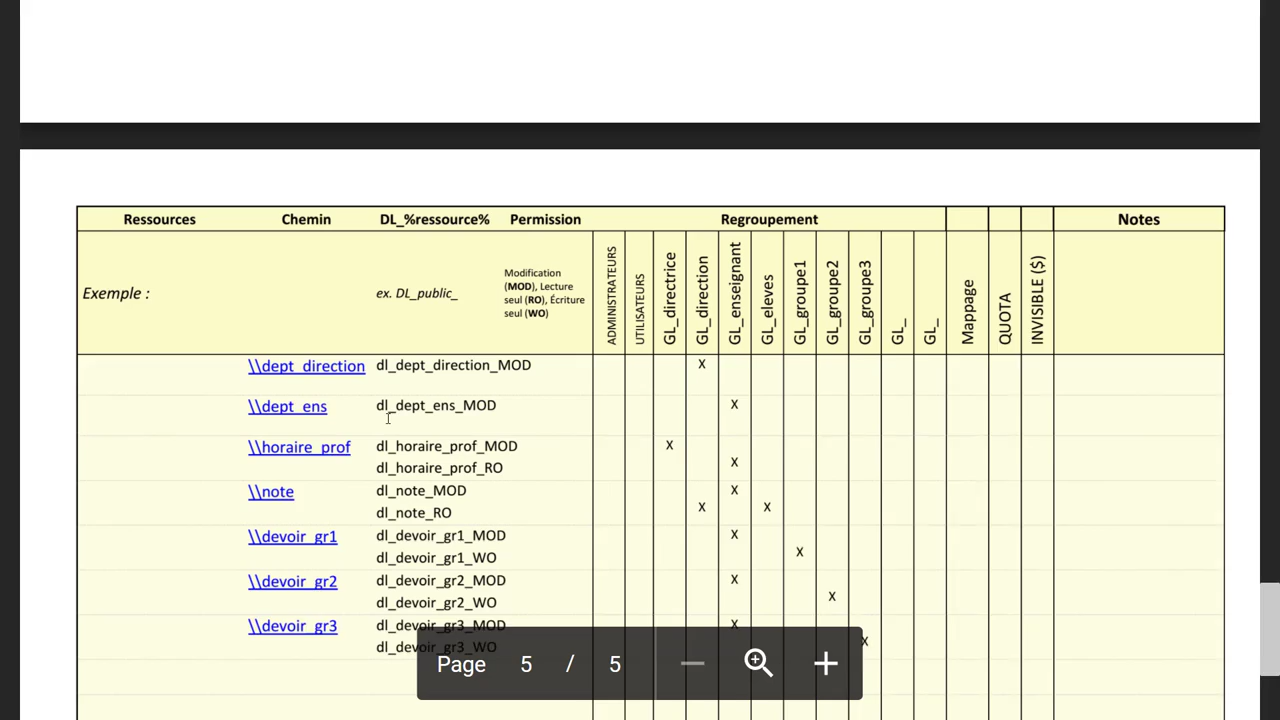 Ressources Chemin DL_%ressource% Permission Regroupement Notes
Exemple : ex. DL_public_ Modification (MOD), Lecture seul (RO), Écriture seul (WO) ADMINISTRATEURS UTILISATEURS GL_directrice GL_direction GL_enseignant GL_eleves GL_groupe1 GL_groupe2 GL_groupe3 GL_ GL_ Mappage QUOTA INVISIBLE ($)
\\dept_direction dl_dept_direction_MOD X
\\dept_ens dl_dept_ens_MOD X
\\horaire_prof dl_horaire_prof_MOD X
dl_horaire_prof_RO X
\\note dl_note_MOD X
dl_note_RO X X
\\devoir_gr1 dl_devoir_gr1_MOD X
dl_devoir_gr1_WO X
\\devoir_gr2 dl_devoir_gr2_MOD X
dl_devoir_gr2_WO X
\\devoir_gr3 dl_devoir_gr3_MOD X
dl_devoir_gr3_WO X
Page 5 / 5